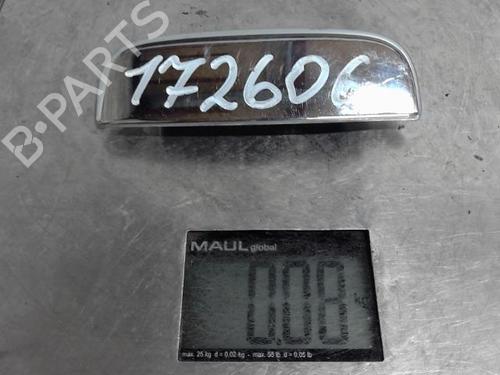 172606
B-PARTS
MAUL global
0.08
max. 25 kg d = 0.02 kg - max. 55 lb d = 0.05 lb